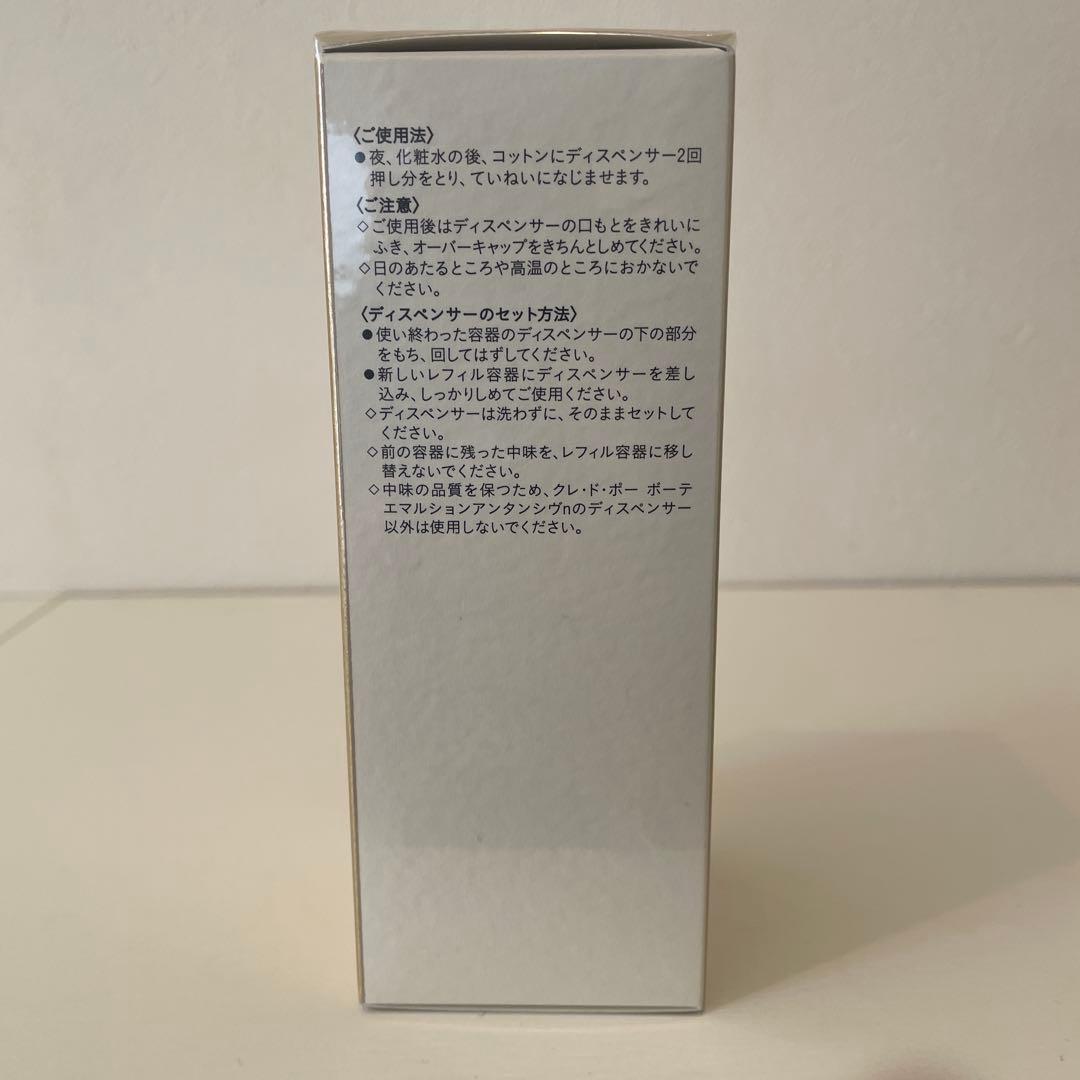 〈ご使用法〉
●夜、化粧水の後、コットンにディスペンサー2回
押し分をとり、ていねいになじませます。
〈ご注意〉
◇ご使用後はディスペンサーの口もとをきれいに
ふき、オーバーキャップをきちんとしめてください。
◇日のあたるところや高温のところにおかないで
ください。
〈ディスペンサーのセット方法〉
●使い終わった容器のディスペンサーの下の部分
をもち、回してはずしてください。
●新しいレフィル容器にディスペンサーを差し
込み、しっかりしめてご使用ください。
◇ディスペンサーは洗わずに、そのままセットして
ください。
◇前の容器に残った中味を、レフィル容器に移し
替えないでください。
◇中味の品質を保つため、クレ・ド・ポー ボーテ
エマルションアンタンシヴnのディスペンサー
以外は使用しないでください。